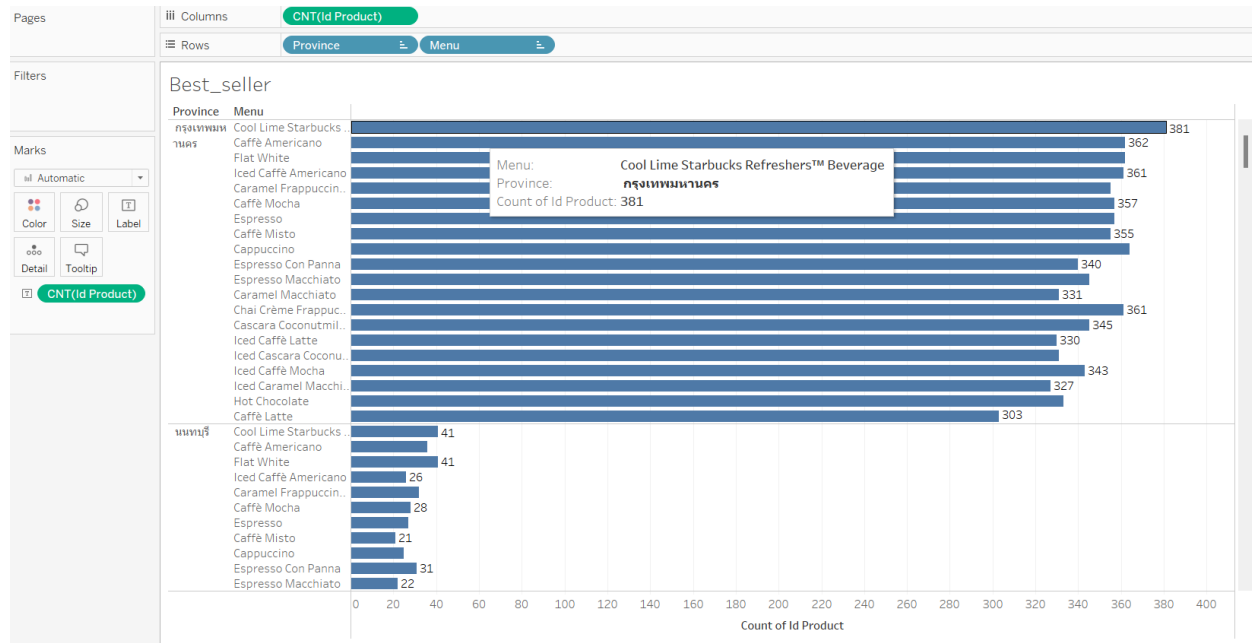 Pages
iii Columns
CNT(Id Product)
Rows
Province
Menu
Filters
Best_seller
Province Menu
กรุงเทพมห
านคร
Cool Lime Starbucks .. 381
Caffè Americano 362
Flat White
Iced Caffè Americano 361
Caramel Frappuccin..
Caffè Mocha 357
Espresso
Caffè Misto 355
Cappuccino
Espresso Con Panna 340
Espresso Macchiato
Caramel Macchiato 331
Chai Crème Frappuc.. 361
Cascara Coconutmil.. 345
Iced Caffè Latte 330
Iced Cascara Coconu..
Iced Caffè Mocha 343
Iced Caramel Macchi.. 327
Hot Chocolate
Caffè Latte 303
Menu: Cool Lime Starbucks Refreshers™ Beverage
Province: กรุงเทพมหานคร
Count of Id Product: 381
Marks
Automatic
Color Size Label
Detail Tooltip
CNT(Id Product)
นนทบุรี
Cool Lime Starbucks .. 41
Caffè Americano
Flat White 41
Iced Caffè Americano 26
Caramel Frappuccin..
Caffè Mocha 28
Espresso
Caffè Misto 21
Cappuccino
Espresso Con Panna 31
Espresso Macchiato 22
0 20 40 60 80 100 120 140 160 180 200 220 240 260 280 300 320 340 360 380 400
Count of Id Product